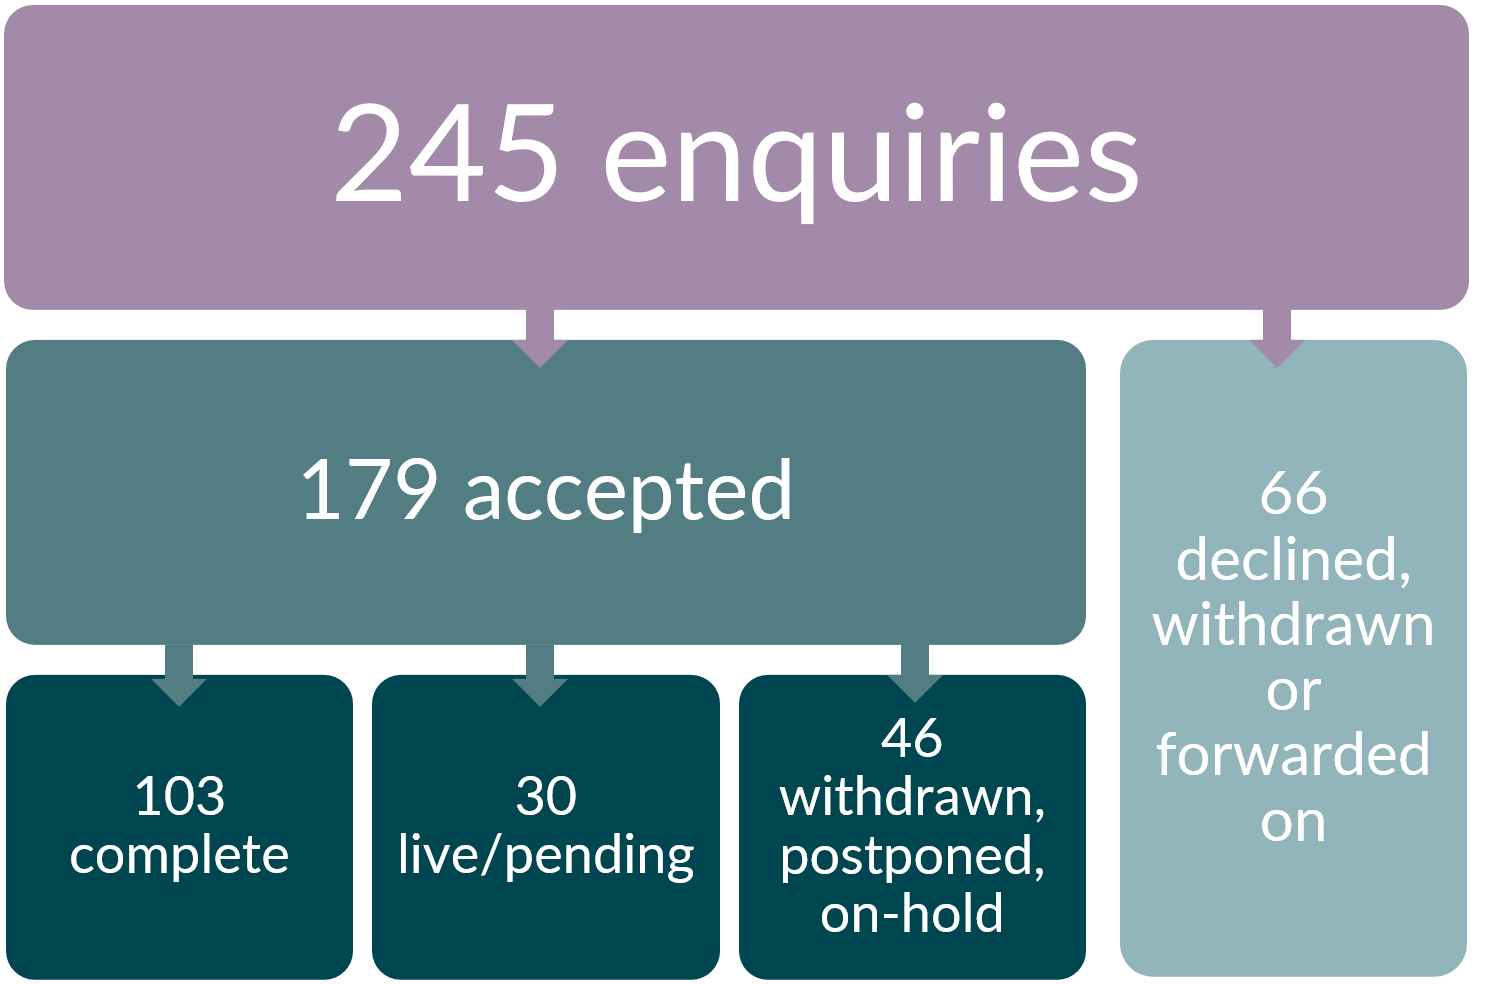 245 enquiries
179 accepted
66
declined,
withdrawn
or
forwarded
on
103
complete
30
live/pending
46
withdrawn,
postponed,
on-hold